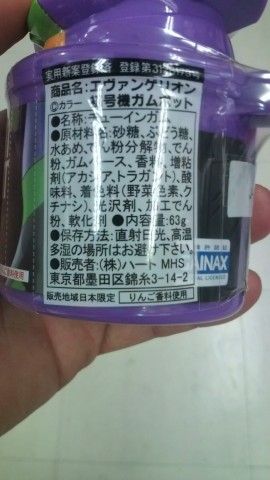 実用新案登録済 登録第31
商品名:エヴァンゲリオン
©カラー 号機ガムポット
●名称:チューインガム
●原材料名:砂糖、ぶどう糖、
水あめ、でん粉分解物、でん
粉、ガムベース、香料、増粘
剤(アカシア、トラガント)、酸
味料、着色料(野菜色素、ク
チナシ)、光沢剤、加工でん
粉、軟化剤 ●内容量:63g
●保存方法:直射日光、高温
多湿の場所はお避け下さい。
●販売者:(株)ハート MHS
東京都墨田区錦糸3-14-2
販売地域日本限定 りんご香料使用
AINAX